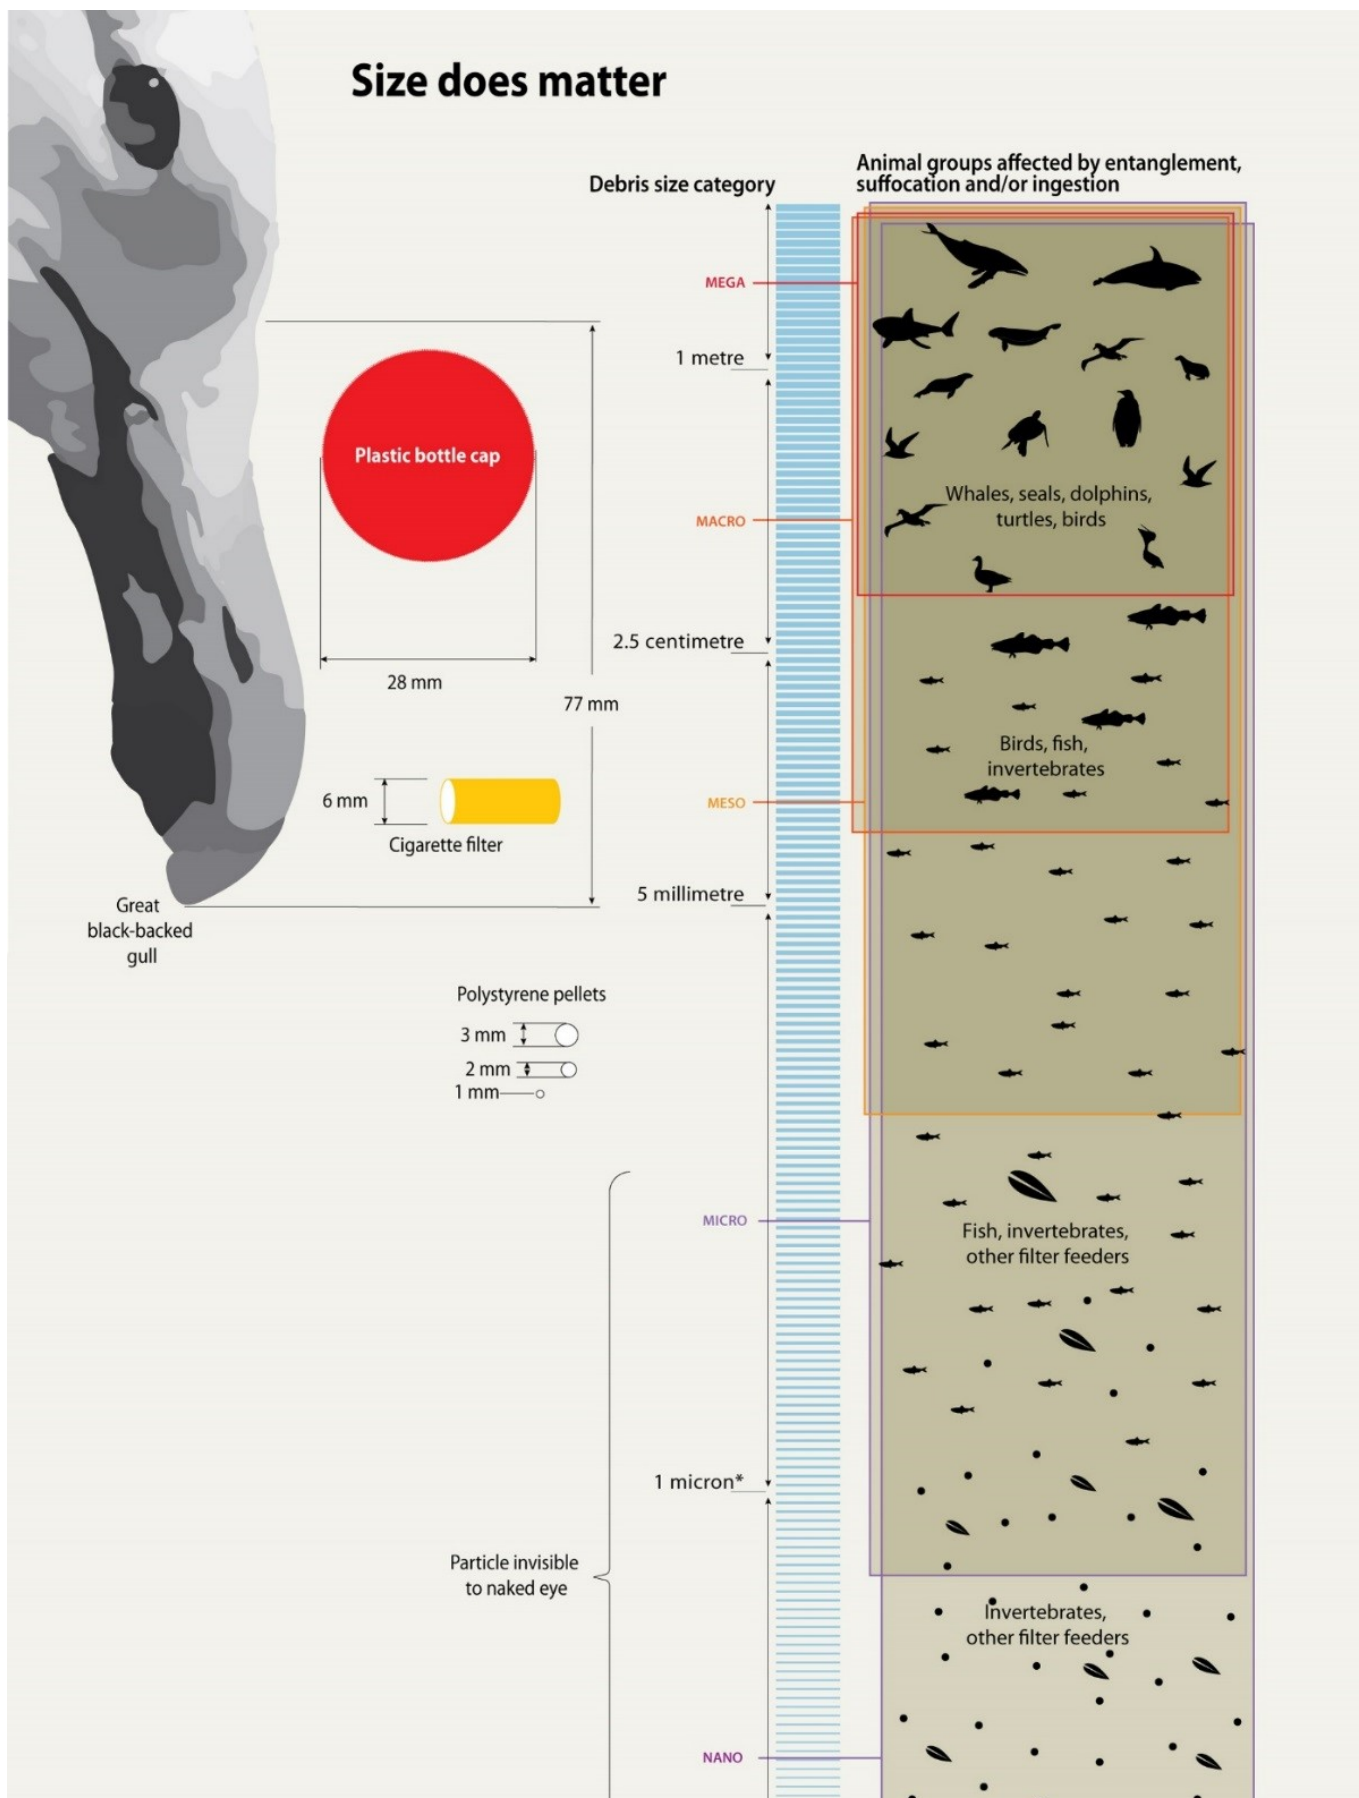 Size does matter
Debris size category
Animal groups affected by entanglement,
suffocation and/or ingestion
MEGA
1 metre
Plastic bottle cap
Whales, seals, dolphins,
turtles, birds
MACRO
2.5 centimetre
28 mm
77 mm
Birds, fish,
invertebrates
6 mm
MESO
Cigarette filter
5 millimetre
Great
black-backed
gull
Polystyrene pellets
3 mm
2 mm
1 mm
MICRO
Fish, invertebrates,
other filter feeders
1 micron*
Particle invisible
to naked eye
Invertebrates,
other filter feeders
NANO